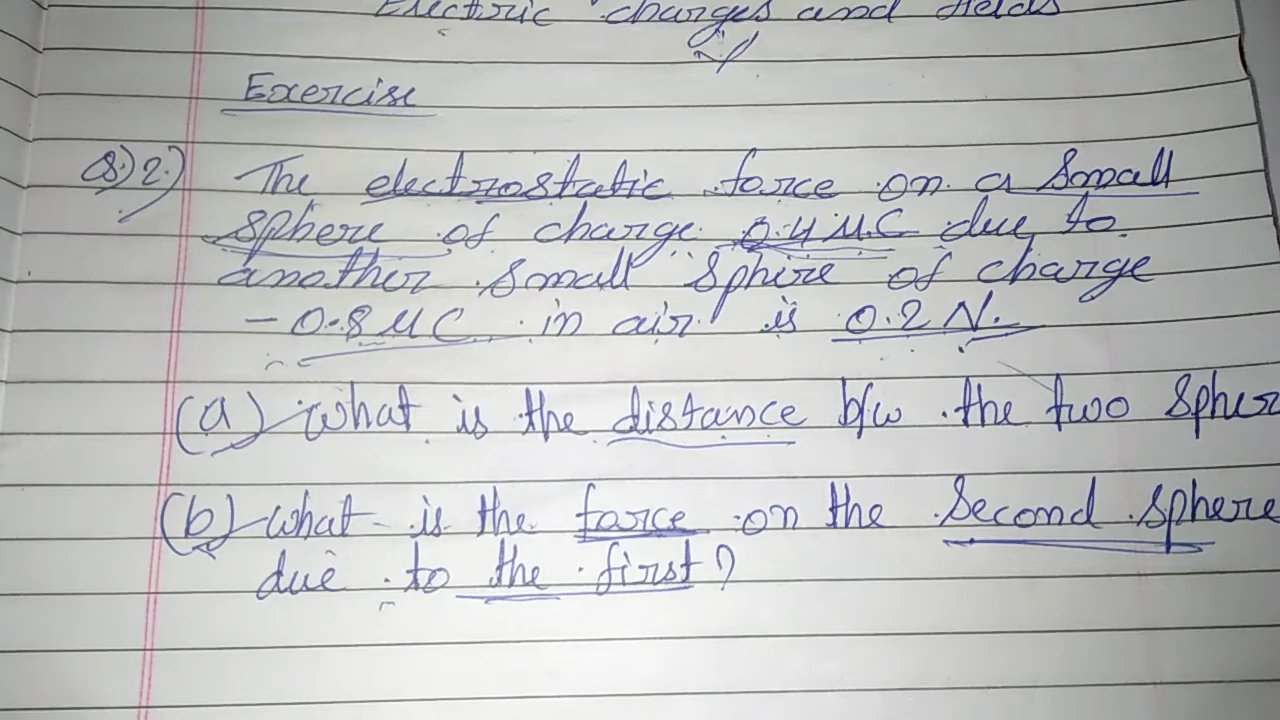 Electric charges and fields
Exercise
Q.) 2.) The electrostatic force on a small
sphere of charge 0.4 μC due to
another small sphire of charge
- 0.8 μC in air is 0.2 N.
(a) what is the distance b/w the two spher
(b) what is the force on the second sphere
due to the first?